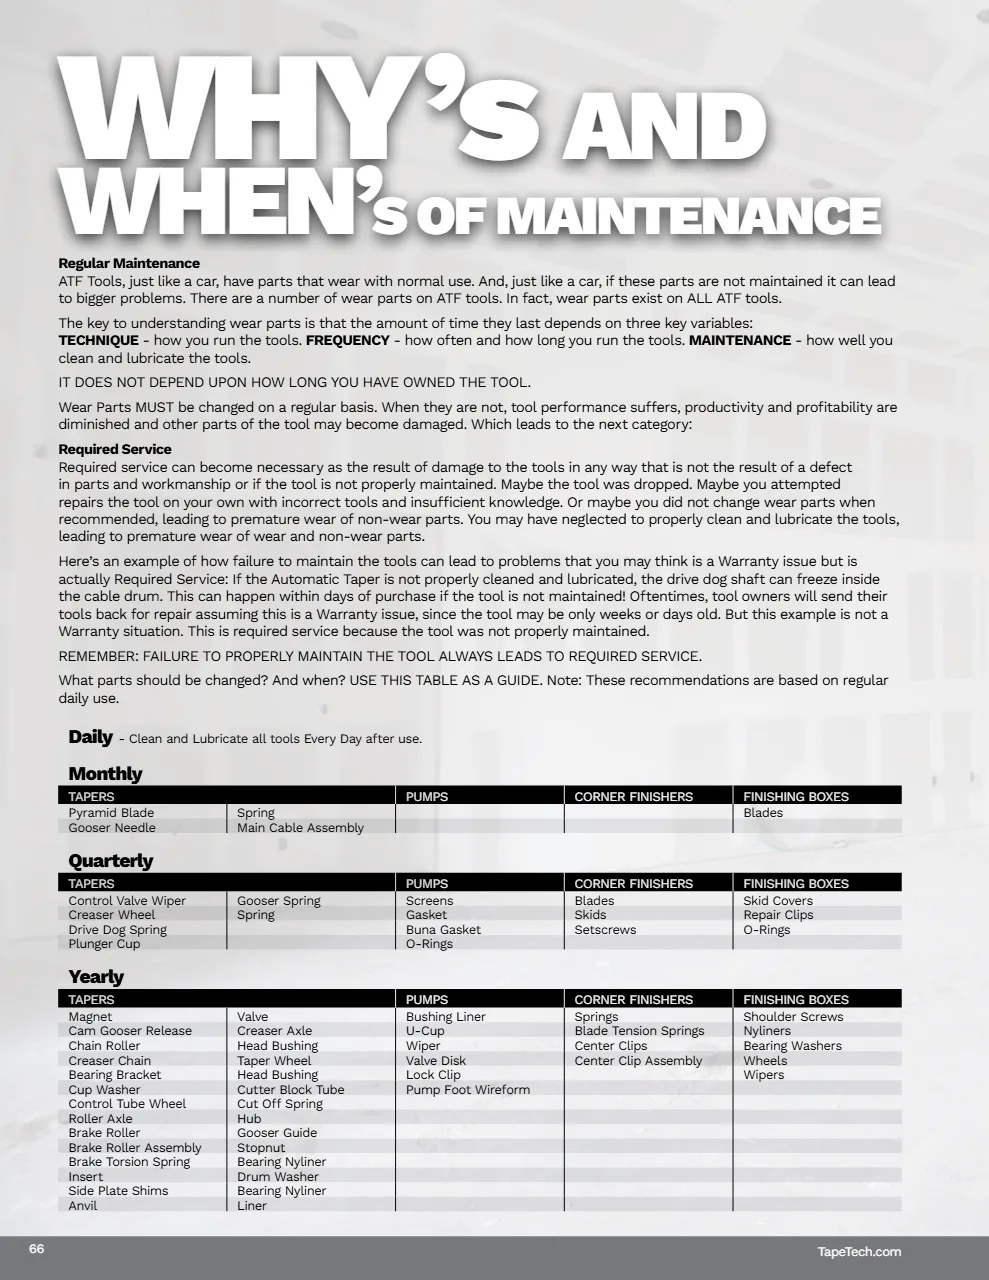 WHY's AND
WHEN's OF MAINTENANCE
Regular Maintenance
ATF Tools, just like a car, have parts that wear with normal use. And, just like a car, if these parts are not maintained it can lead
to bigger problems. There are a number of wear parts on ATF tools. In fact, wear parts exist on ALL ATF tools.
The key to understanding wear parts is that the amount of time they last depends on three key variables:
TECHNIQUE - how you run the tools. FREQUENCY - how often and how long you run the tools. MAINTENANCE - how well you
clean and lubricate the tools.
IT DOES NOT DEPEND UPON HOW LONG YOU HAVE OWNED THE TOOL.
Wear Parts MUST be changed on a regular basis. When they are not, tool performance suffers, productivity and profitability are
diminished and other parts of the tool may become damaged. Which leads to the next category:
Required Service
Required service can become necessary as the result of damage to the tools in any way that is not the result of a defect
in parts and workmanship or if the tool is not properly maintained. Maybe the tool was dropped. Maybe you attempted
repairs the tool on your own with incorrect tools and insufficient knowledge. Or maybe you did not change wear parts when
recommended, leading to premature wear of non-wear parts. You may have neglected to properly clean and lubricate the tools,
leading to premature wear of wear and non-wear parts.
Here's an example of how failure to maintain the tools can lead to problems that you may think is a Warranty issue but is
actually Required Service: If the Automatic Taper is not properly cleaned and lubricated, the drive dog shaft can freeze inside
the cable drum. This can happen within days of purchase if the tool is not maintained! Oftentimes, tool owners will send their
tools back for repair assuming this is a Warranty issue, since the tool may be only weeks or days old. But this example is not a
Warranty situation. This is required service because the tool was not properly maintained.
REMEMBER: FAILURE TO PROPERLY MAINTAIN THE TOOL ALWAYS LEADS TO REQUIRED SERVICE.
What parts should be changed? And when? USE THIS TABLE AS A GUIDE. Note: These recommendations are based on regular
daily use.
Daily - Clean and Lubricate all tools Every Day after use.
Monthly
TAPERS PUMPS CORNER FINISHERS FINISHING BOXES
Pyramid Blade Spring Blades
Gooser Needle Main Cable Assembly
Quarterly
TAPERS PUMPS CORNER FINISHERS FINISHING BOXES
Control Valve Wiper Gooser Spring Screens Blades Skid Covers
Creaser Wheel Spring Gasket Skids Repair Clips
Drive Dog Spring Buna Gasket Setscrews O-Rings
Plunger Cup O-Rings
Yearly
TAPERS PUMPS CORNER FINISHERS FINISHING BOXES
Magnet Valve Bushing Liner Springs Shoulder Screws
Cam Gooser Release Creaser Axle U-Cup Blade Tension Springs Nyliners
Chain Roller Head Bushing Wiper Center Clips Bearing Washers
Creaser Chain Taper Wheel Valve Disk Center Clip Assembly Wheels
Bearing Bracket Head Bushing Lock Clip Wipers
Cup Washer Cutter Block Tube Pump Foot Wireform
Control Tube Wheel Cut Off Spring
Roller Axle Hub
Brake Roller Gooser Guide
Brake Roller Assembly Stopnut
Brake Torsion Spring Bearing Nyliner
Insert Drum Washer
Side Plate Shims Bearing Nyliner
Anvil Liner
66 TapeTech.com